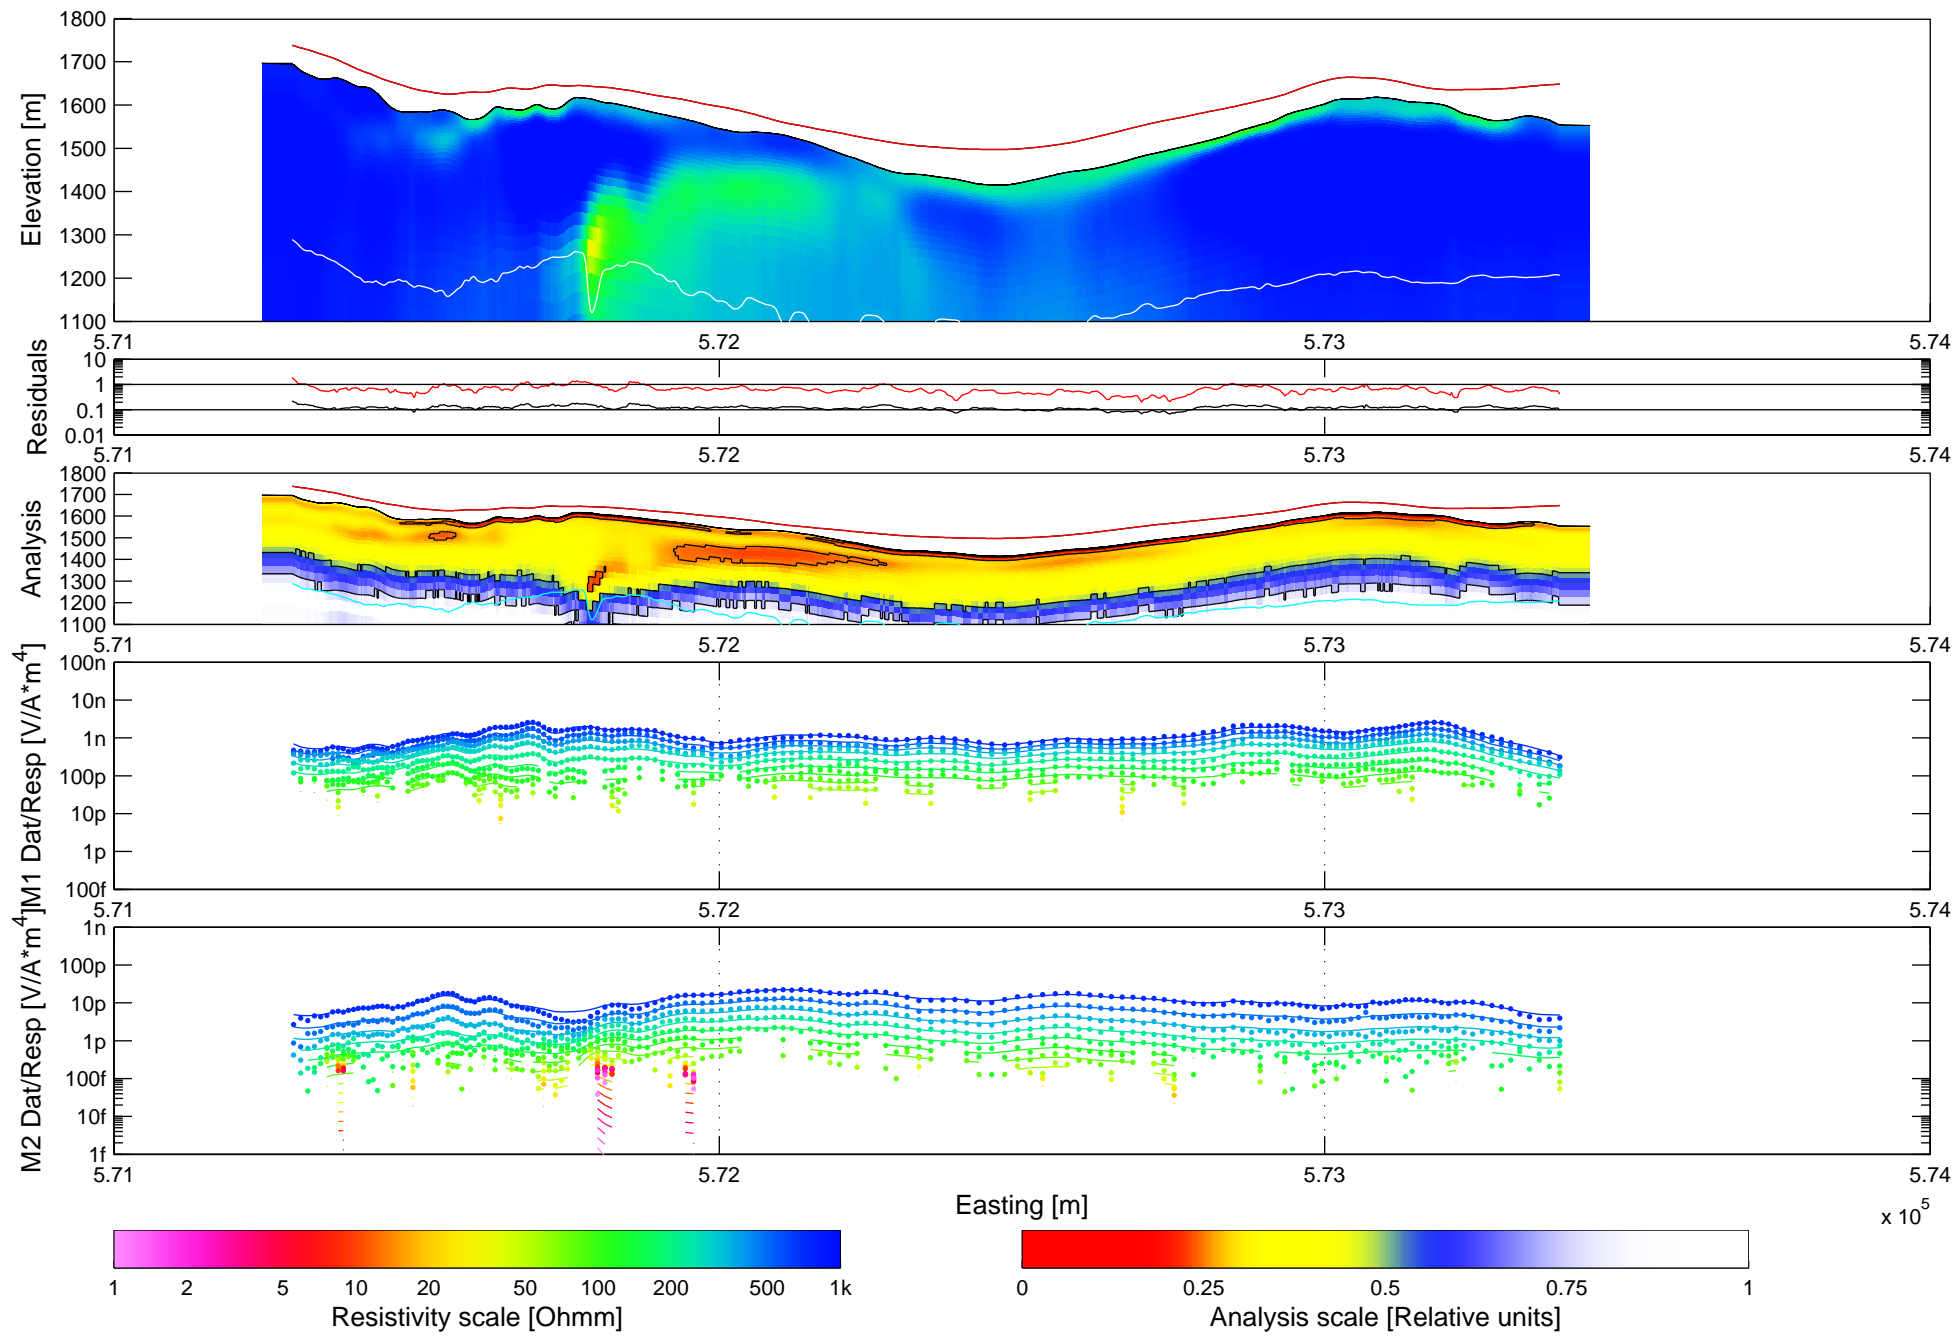 1800
1700
1600
1500
1400
1300
1200
1100
Elevation [m]
5.71 5.72 5.73 5.74
10
1
0.1
0.01
Residuals
5.71 5.72 5.73 5.74
1800
1700
1600
1500
1400
1300
1200
1100
Analysis
5.71 5.72 5.73 5.74
100n
10n
1n
100p
10p
1p
100f
M1 Dat/Resp [V/A*m4]
5.71 5.72 5.73 5.74
1n
100p
10p
1p
100f
10f
1f
M2 Dat/Resp [V/A*m4]
5.71 5.72 5.73 5.74
Easting [m]
x 105
1 2 5 10 20 50 100 200 500 1k
Resistivity scale [Ohmm]
0 0.25 0.5 0.75 1
Analysis scale [Relative units]